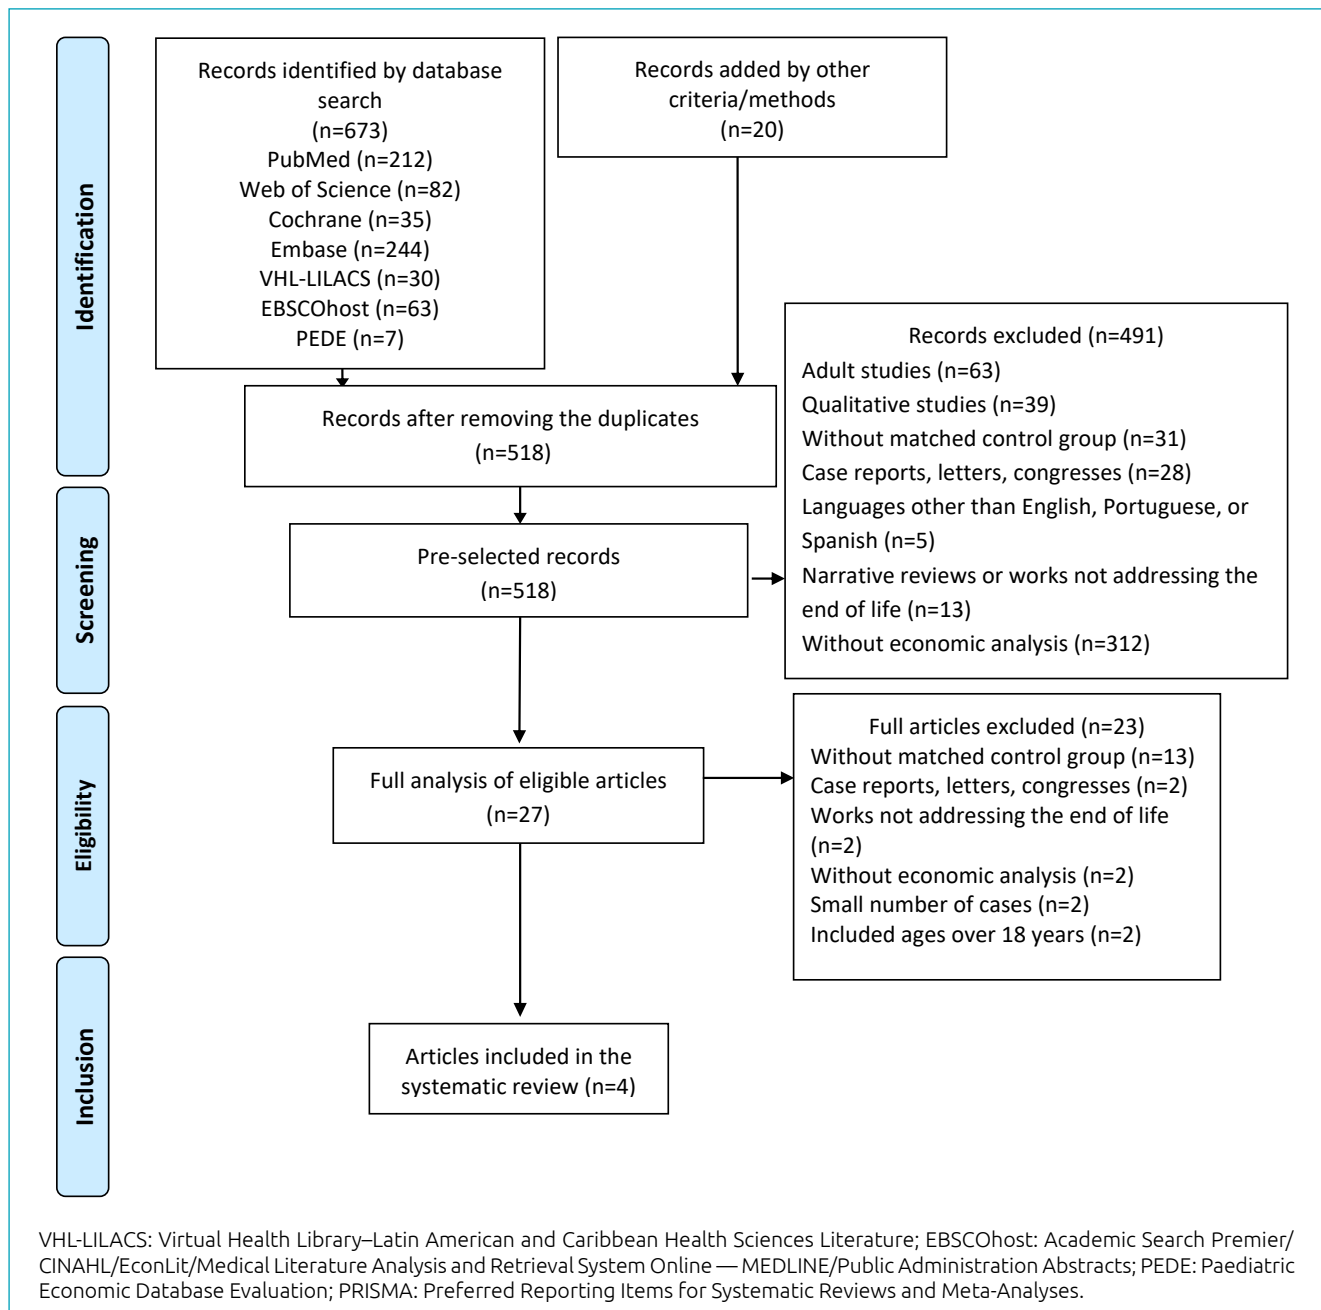 Identification
Records identified by database
search
(n=673)
PubMed (n=212)
Web of Science (n=82)
Cochrane (n=35)
Embase (n=244)
VHL-LILACS (n=30)
EBSCOhost (n=63)
PEDE (n=7)
Records added by other
criteria/methods
(n=20)
Records after removing the duplicates
(n=518)
Screening
Pre-selected records
(n=518)
Records excluded (n=491)
Adult studies (n=63)
Qualitative studies (n=39)
Without matched control group (n=31)
Case reports, letters, congresses (n=28)
Languages other than English, Portuguese, or
Spanish (n=5)
Narrative reviews or works not addressing the
end of life (n=13)
Without economic analysis (n=312)
Eligibility
Full analysis of eligible articles
(n=27)
Full articles excluded (n=23)
Without matched control group (n=13)
Case reports, letters, congresses (n=2)
Works not addressing the end of life
(n=2)
Without economic analysis (n=2)
Small number of cases (n=2)
Included ages over 18 years (n=2)
Inclusion
Articles included in the
systematic review (n=4)
VHL-LILACS: Virtual Health Library–Latin American and Caribbean Health Sciences Literature; EBSCOhost: Academic Search Premier/
CINAHL/EconLit/Medical Literature Analysis and Retrieval System Online — MEDLINE/Public Administration Abstracts; PEDE: Paediatric
Economic Database Evaluation; PRISMA: Preferred Reporting Items for Systematic Reviews and Meta-Analyses.